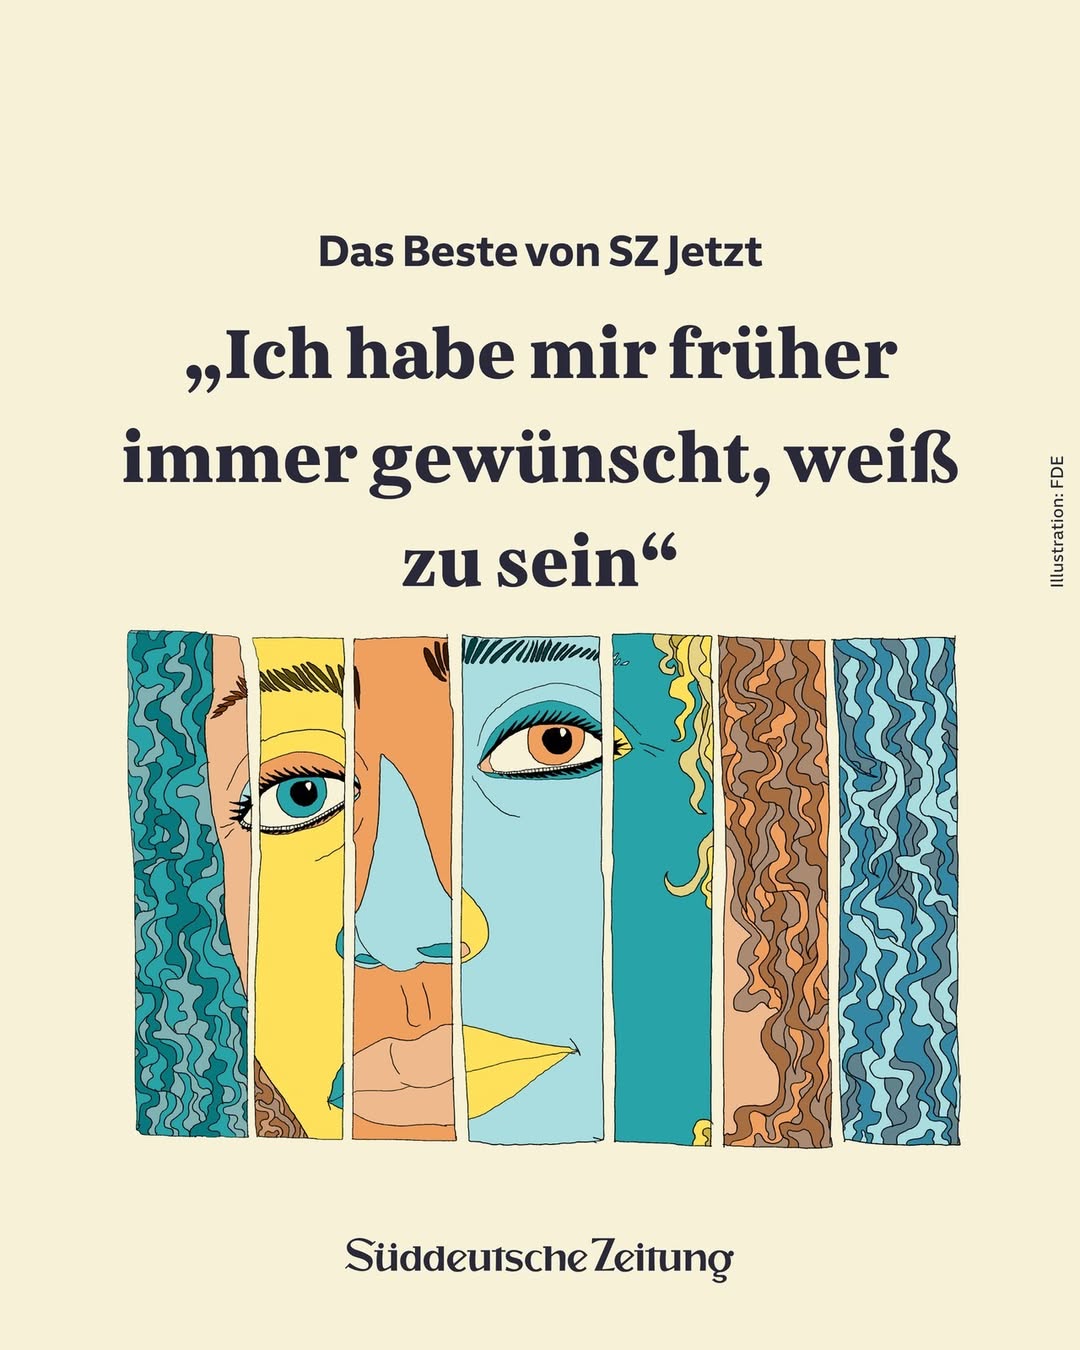 Das Beste von SZ Jetzt
„Ich habe mir früher
immer gewünscht, weiß
zu sein“
Illustration: FDE
Süddeutsche Zeitung